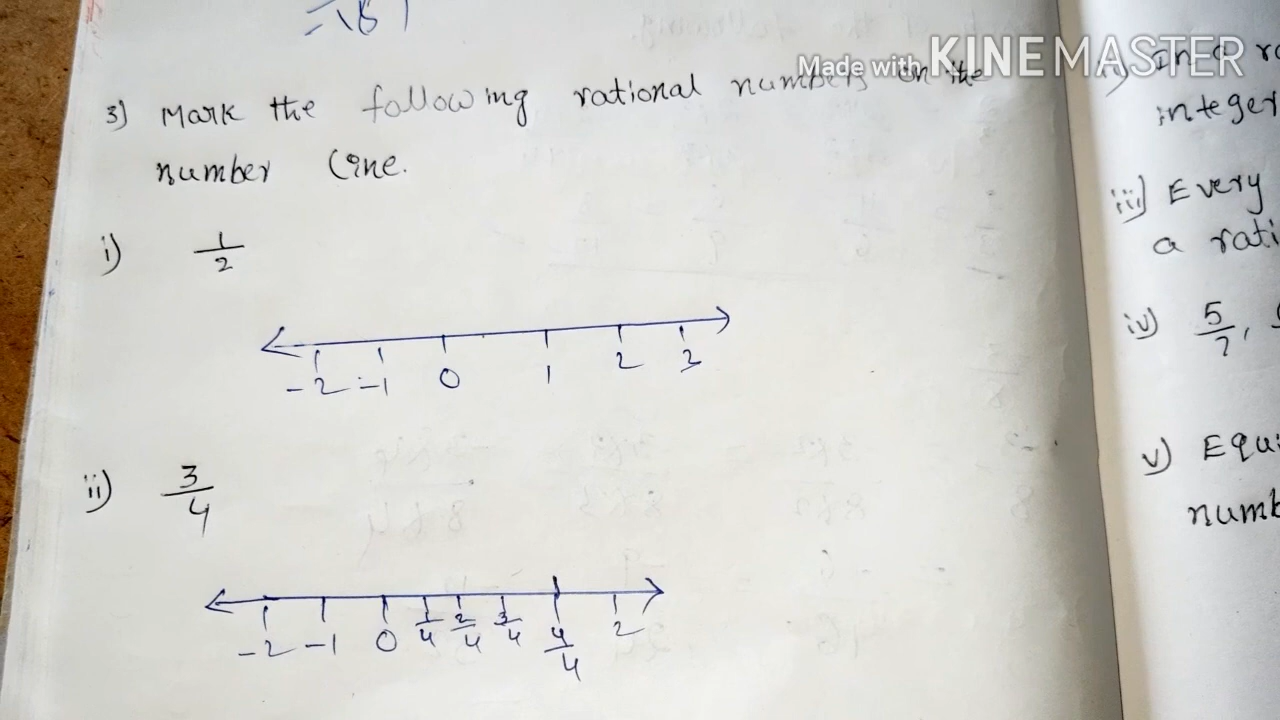 Made with KINEMASTER
3) Mark the following rational numbers on the
number line.
i) 1/2
-2 -1 0 1 2 3
ii) 3/4
-2 -1 0 1/4 2/4 3/4 4/4 2
In a
integer
iii) Every
a rati
iv) 5/7,
v) Equi
numb